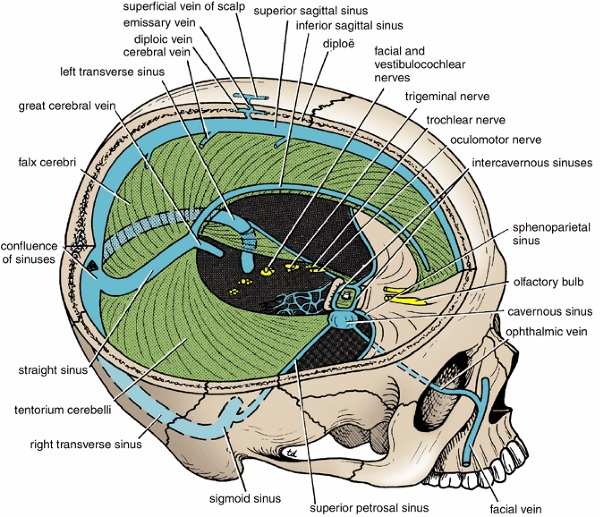 superficial vein of scalp
emissary vein
diploic vein
cerebral vein
left transverse sinus
great cerebral vein
falx cerebri
confluence
of sinuses
straight sinus
tentorium cerebelli
right transverse sinus
sigmoid sinus
superior petrosal sinus
superior sagittal sinus
inferior sagittal sinus
diploë
facial and
vestibulocochlear
nerves
trigeminal nerve
trochlear nerve
oculomotor nerve
intercavernous sinuses
sphenoparietal
sinus
olfactory bulb
cavernous sinus
ophthalmic vein
facial vein
td